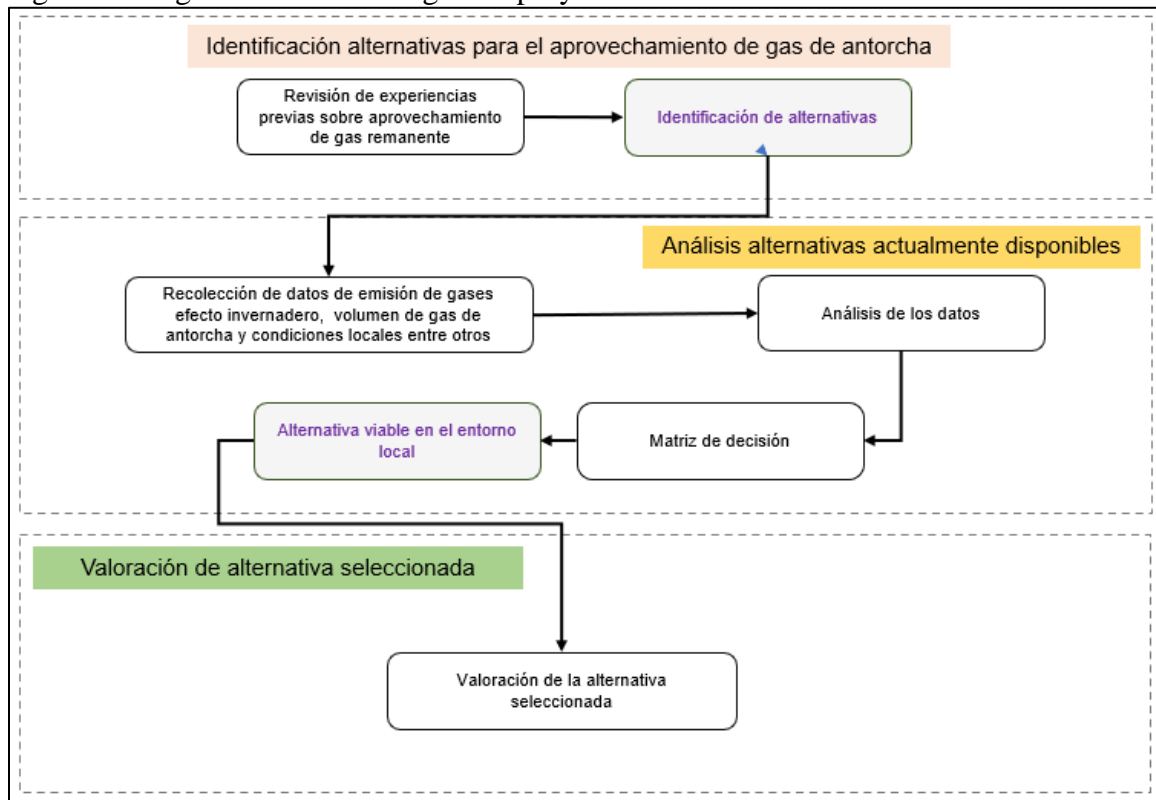 Identificación alternativas para el aprovechamiento de gas de antorcha
Revisión de experiencias
previas sobre aprovechamiento
de gas remanente
Identificación de alternativas
Análisis alternativas actualmente disponibles
Recolección de datos de emisión de gases
efecto invernadero, volumen de gas de
antorcha y condiciones locales entre otros
Análisis de los datos
Alternativa viable en el entorno
local
Matriz de decisión
Valoración de alternativa seleccionada
Valoración de la alternativa
seleccionada